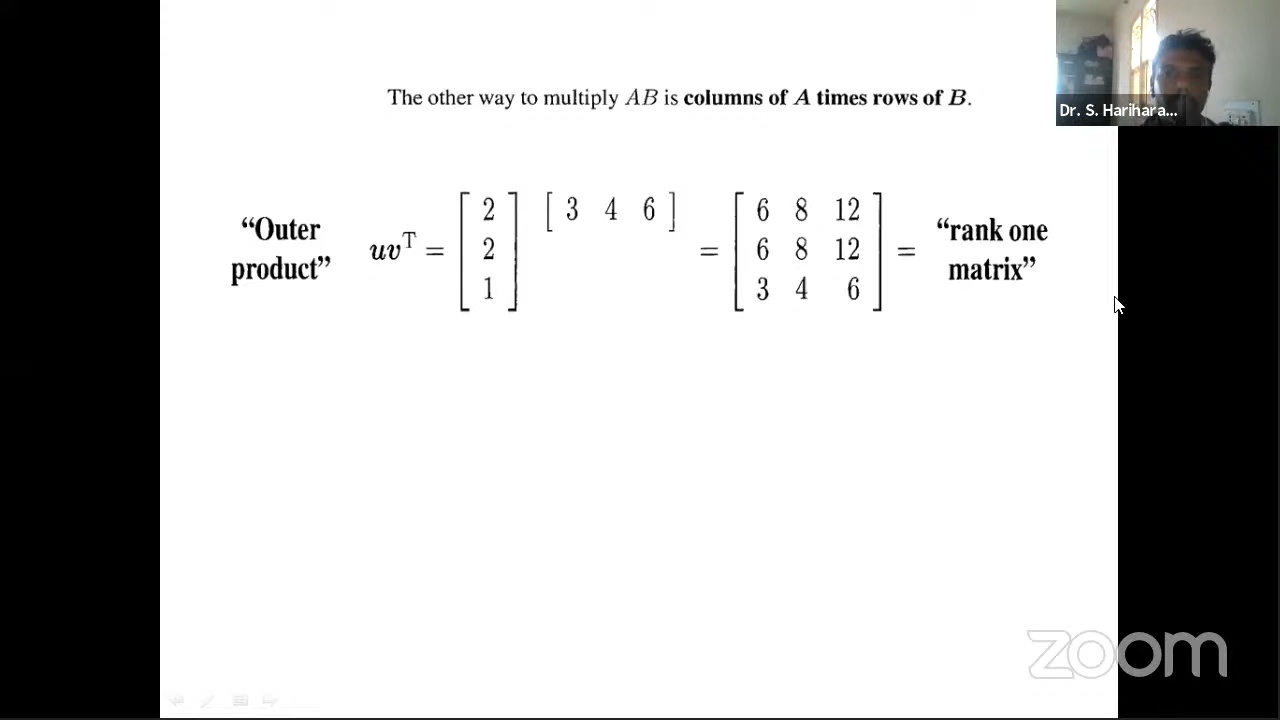 Dr. S. Harihara...
The other way to multiply AB is columns of A times rows of B.
“Outer product” uvᵀ = [ 2 2 1 ] [ 3 4 6 ] = [ 6 8 12 6 8 12 3 4 6 ] = “rank one matrix”
zoom